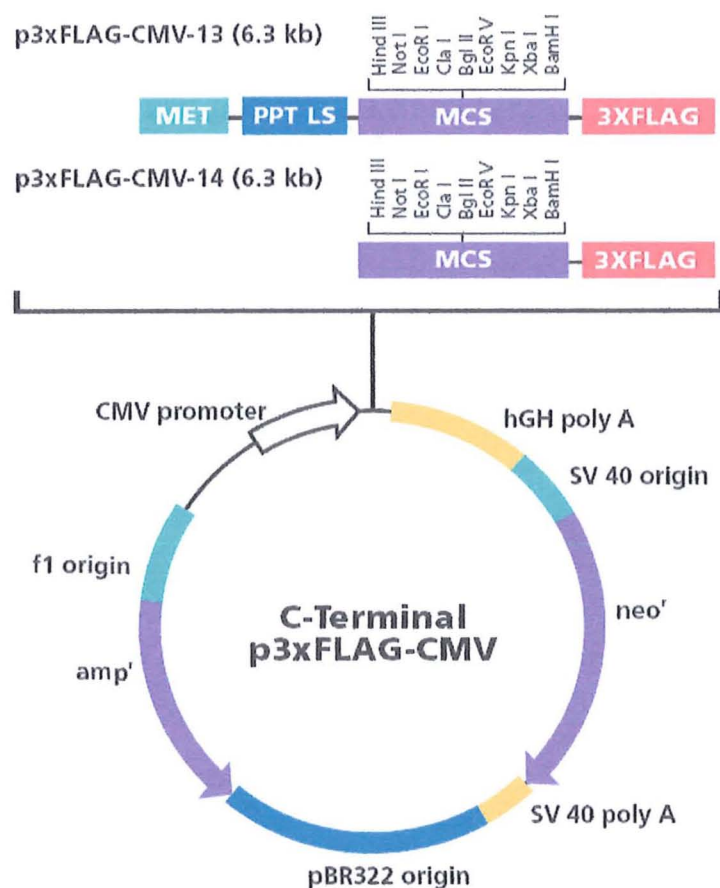 p3xFLAG-CMV-13 (6.3 kb)
Hind III
Not I
EcoR I
Cla I
Bgl II
EcoR V
Kpn I
Xba I
BamH I
MET
PPT LS
MCS
3XFLAG
p3xFLAG-CMV-14 (6.3 kb)
Hind III
Not I
EcoR I
Cla I
Bgl II
EcoR V
Kpn I
Xba I
BamH I
MCS
3XFLAG
CMV promoter
hGH poly A
SV 40 origin
f1 origin
C-Terminal
p3xFLAG-CMV
neoʳ
ampʳ
SV 40 poly A
pBR322 origin